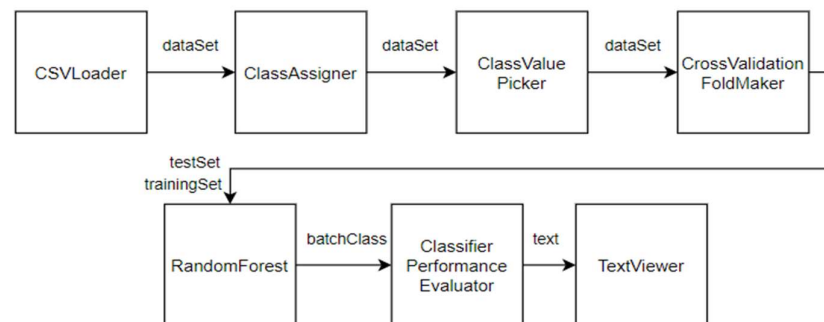 dataSet
dataSet
dataSet
CSVLoader
ClassAssigner
ClassValue
Picker
CrossValidation
FoldMaker
testSet
trainingSet
RandomForest
batchClass
Classifier
Performance
Evaluator
text
TextViewer